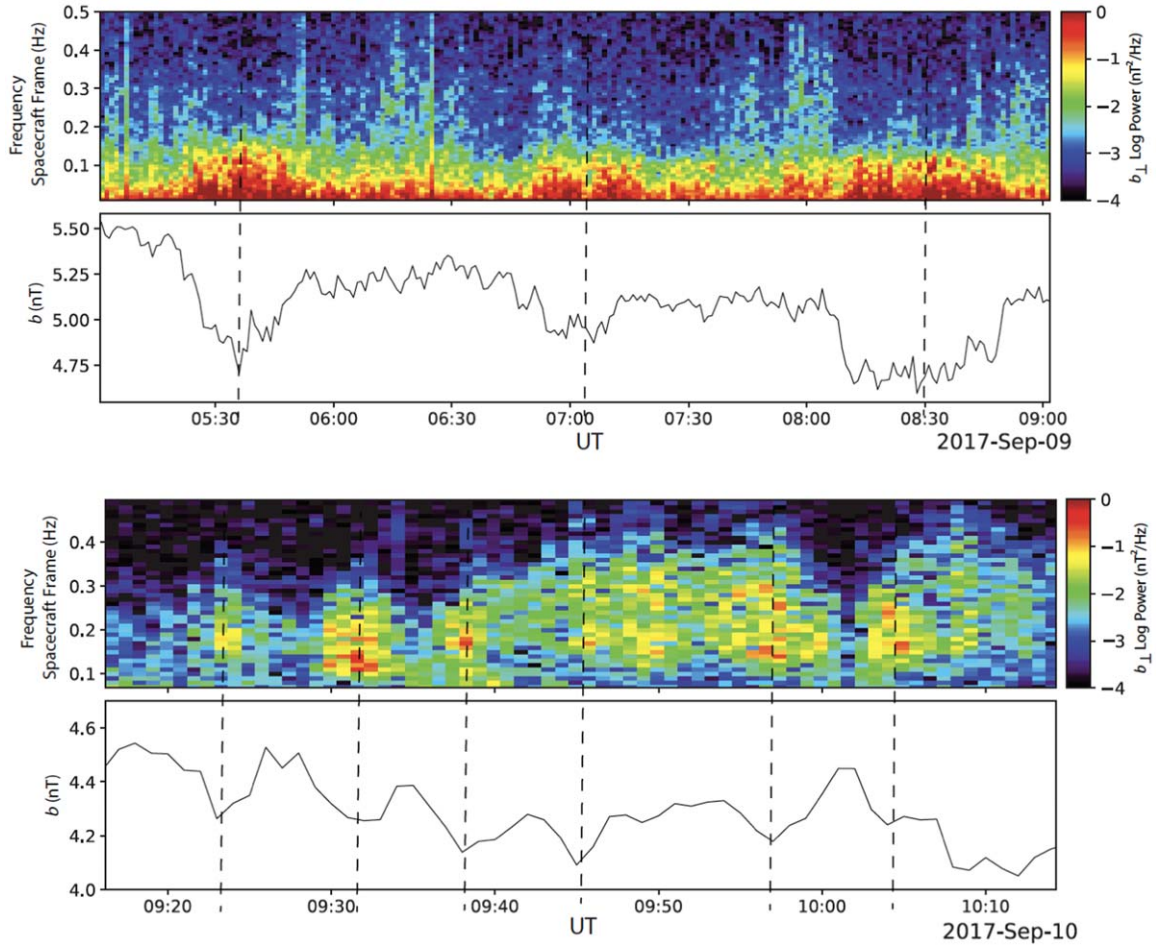 0.5
0.4
0.3
0.2
0.1
Frequency
Spacecraft Frame (Hz)
0
−1
−2
−3
−4
b⊥ Log Power (nT²/Hz)
5.50
5.25
5.00
4.75
b (nT)
05:30 06:00 06:30 07:00 07:30 08:00 08:30 09:00
UT
2017-Sep-09
0.4
0.3
0.2
0.1
Frequency
Spacecraft Frame (Hz)
0
−1
−2
−3
−4
b⊥ Log Power (nT²/Hz)
4.6
4.4
4.2
4.0
b (nT)
09:20 09:30 09:40 09:50 10:00 10:10
UT
2017-Sep-10